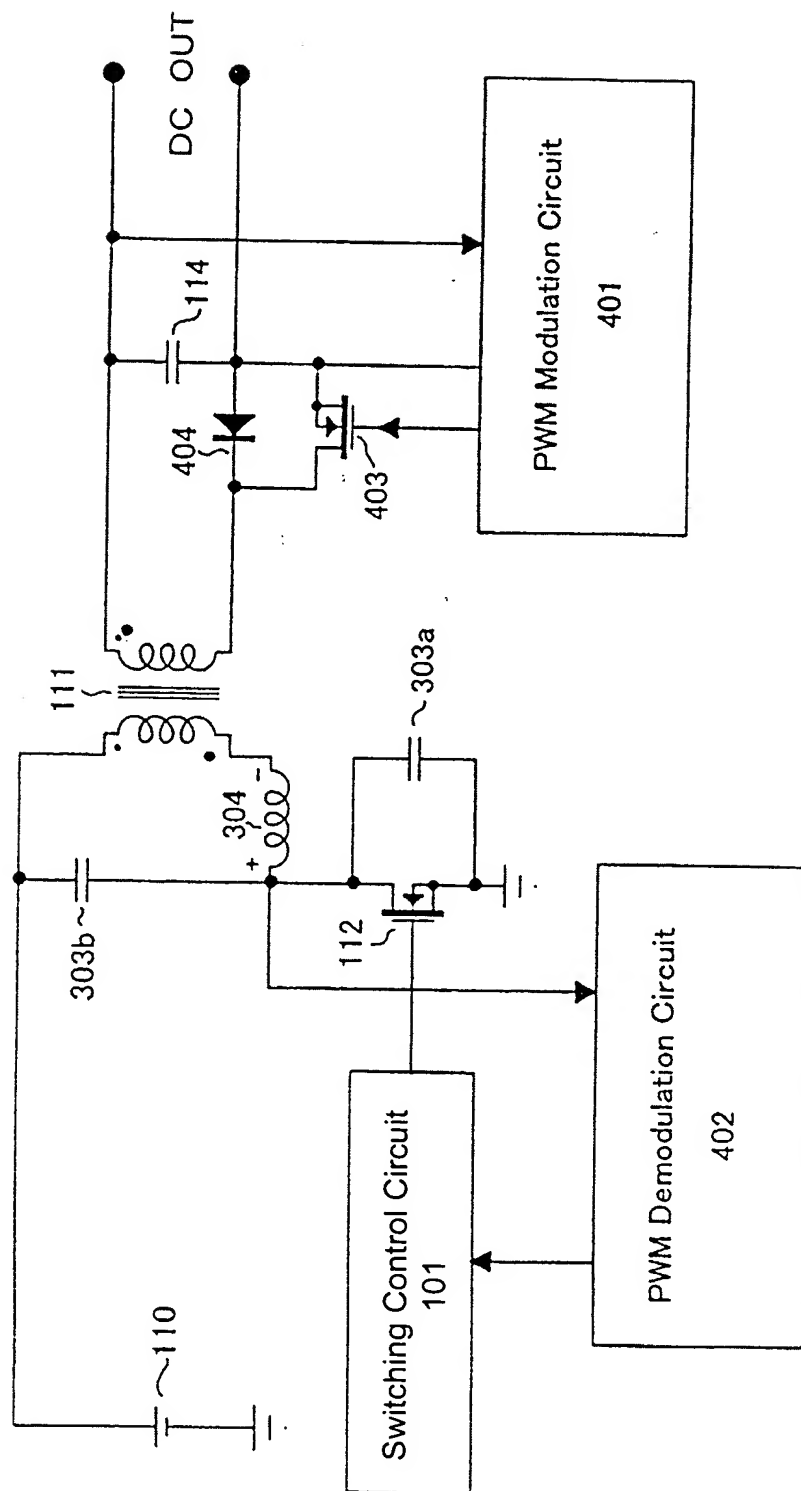 DC OUT
114
404
403
PWM Modulation Circuit
401
111
303a
304
+
-
303b
112
Switching Control Circuit
101
PWM Demodulation Circuit
402
110